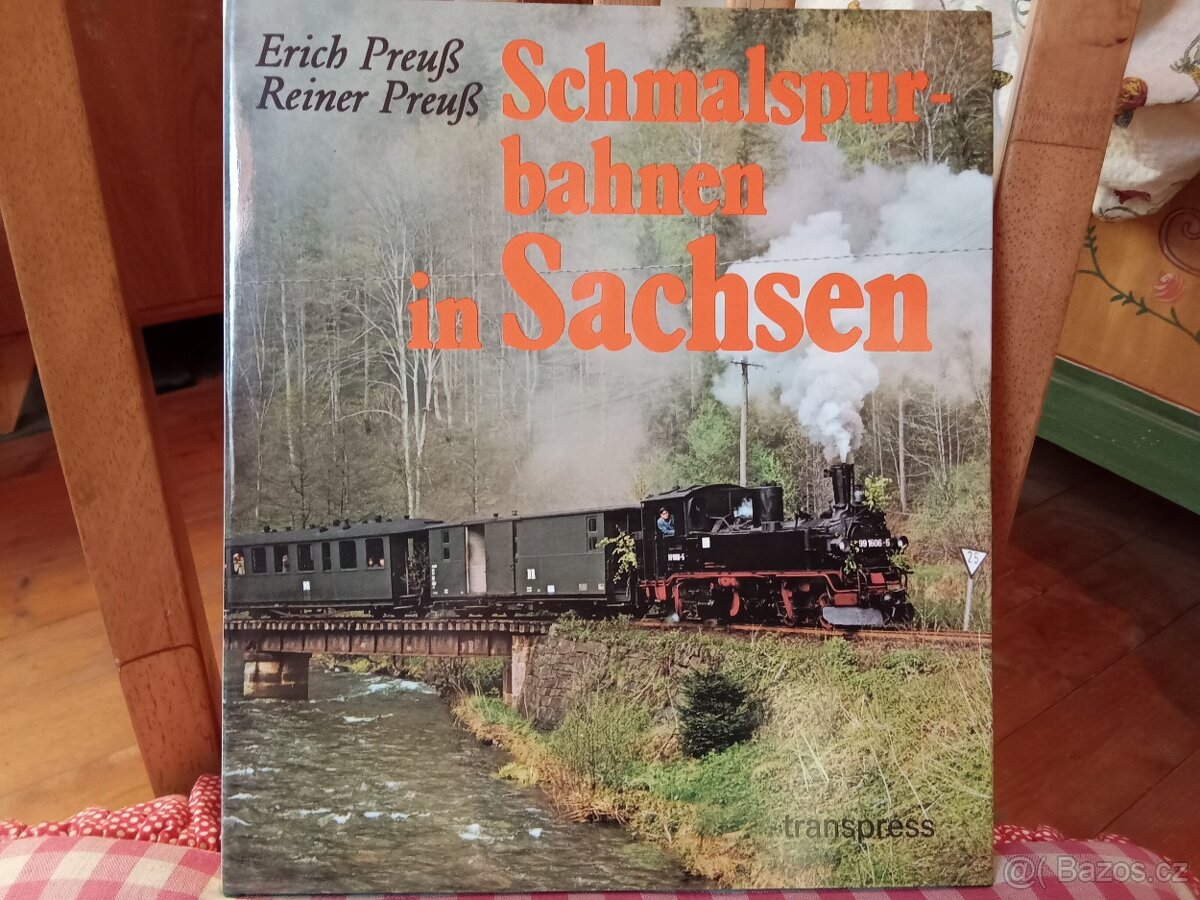 Erich Preuß
Reiner Preuß
Schmalspur-
bahnen
in Sachsen
99 1606-5
25
transpress
@ Bazos.cz